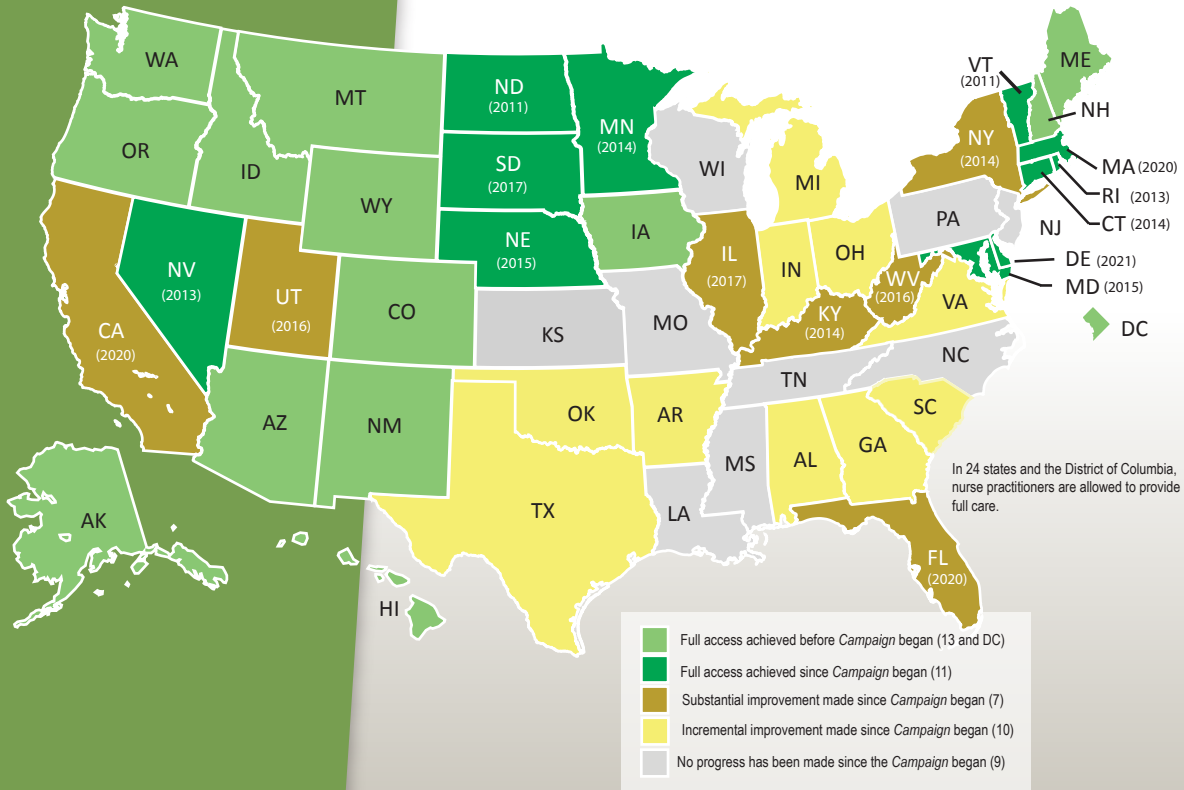 WA
OR
CA
(2020)
NV
(2013)
ID
MT
WY
UT
(2016)
CO
AZ
NM
AK
HI
ND
(2011)
SD
(2017)
NE
(2015)
KS
OK
TX
MN
(2014)
IA
MO
AR
LA
WI
IL
(2017)
MI
IN
OH
KY
(2014)
TN
MS
AL
GA
FL
(2020)
SC
NC
VA
WV
(2016)
PA
NY
(2014)
VT
(2011)
ME
NH
MA (2020)
RI (2013)
CT (2014)
NJ
DE (2021)
MD (2015)
DC
In 24 states and the District of Columbia,
nurse practitioners are allowed to provide
full care.
Full access achieved before Campaign began (13 and DC)
Full access achieved since Campaign began (11)
Substantial improvement made since Campaign began (7)
Incremental improvement made since Campaign began (10)
No progress has been made since the Campaign began (9)